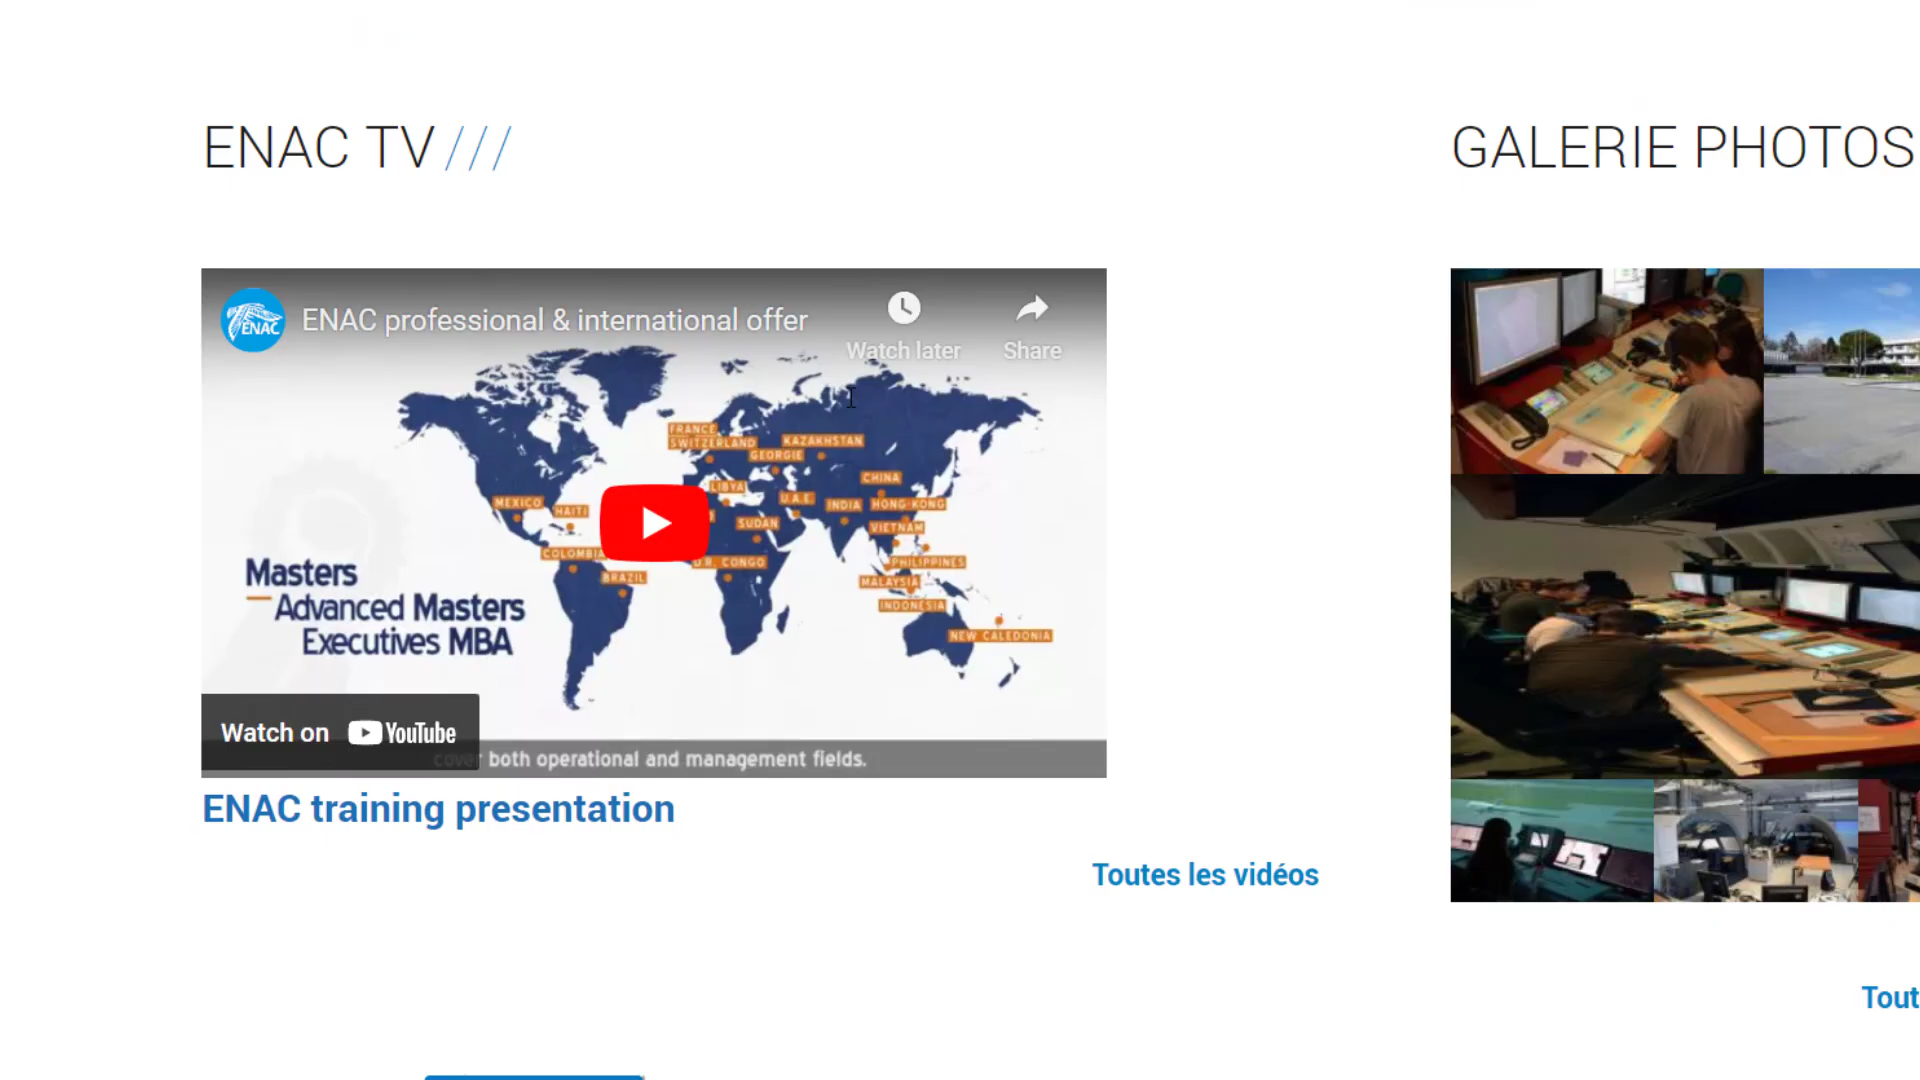 ENAC TV///
GALERIE PHOTOS
ENAC
ENAC professional & international offer
Watch later
Share
FRANCE
SWITZERLAND
KAZAKHSTAN
GEORGIE
CHINA
LIBYA
U.A.E.
INDIA
HONG-KONG
MEXICO
HAITI
SUDAN
VIETNAM
COLOMBIA
D.R. CONGO
PHILIPPINES
BRAZIL
MALAYSIA
INDONESIA
NEW CALEDONIA
Masters
Advanced Masters
Executives MBA
Watch on YouTube
cover both operational and management fields.
ENAC training presentation
Toutes les vidéos
Tout